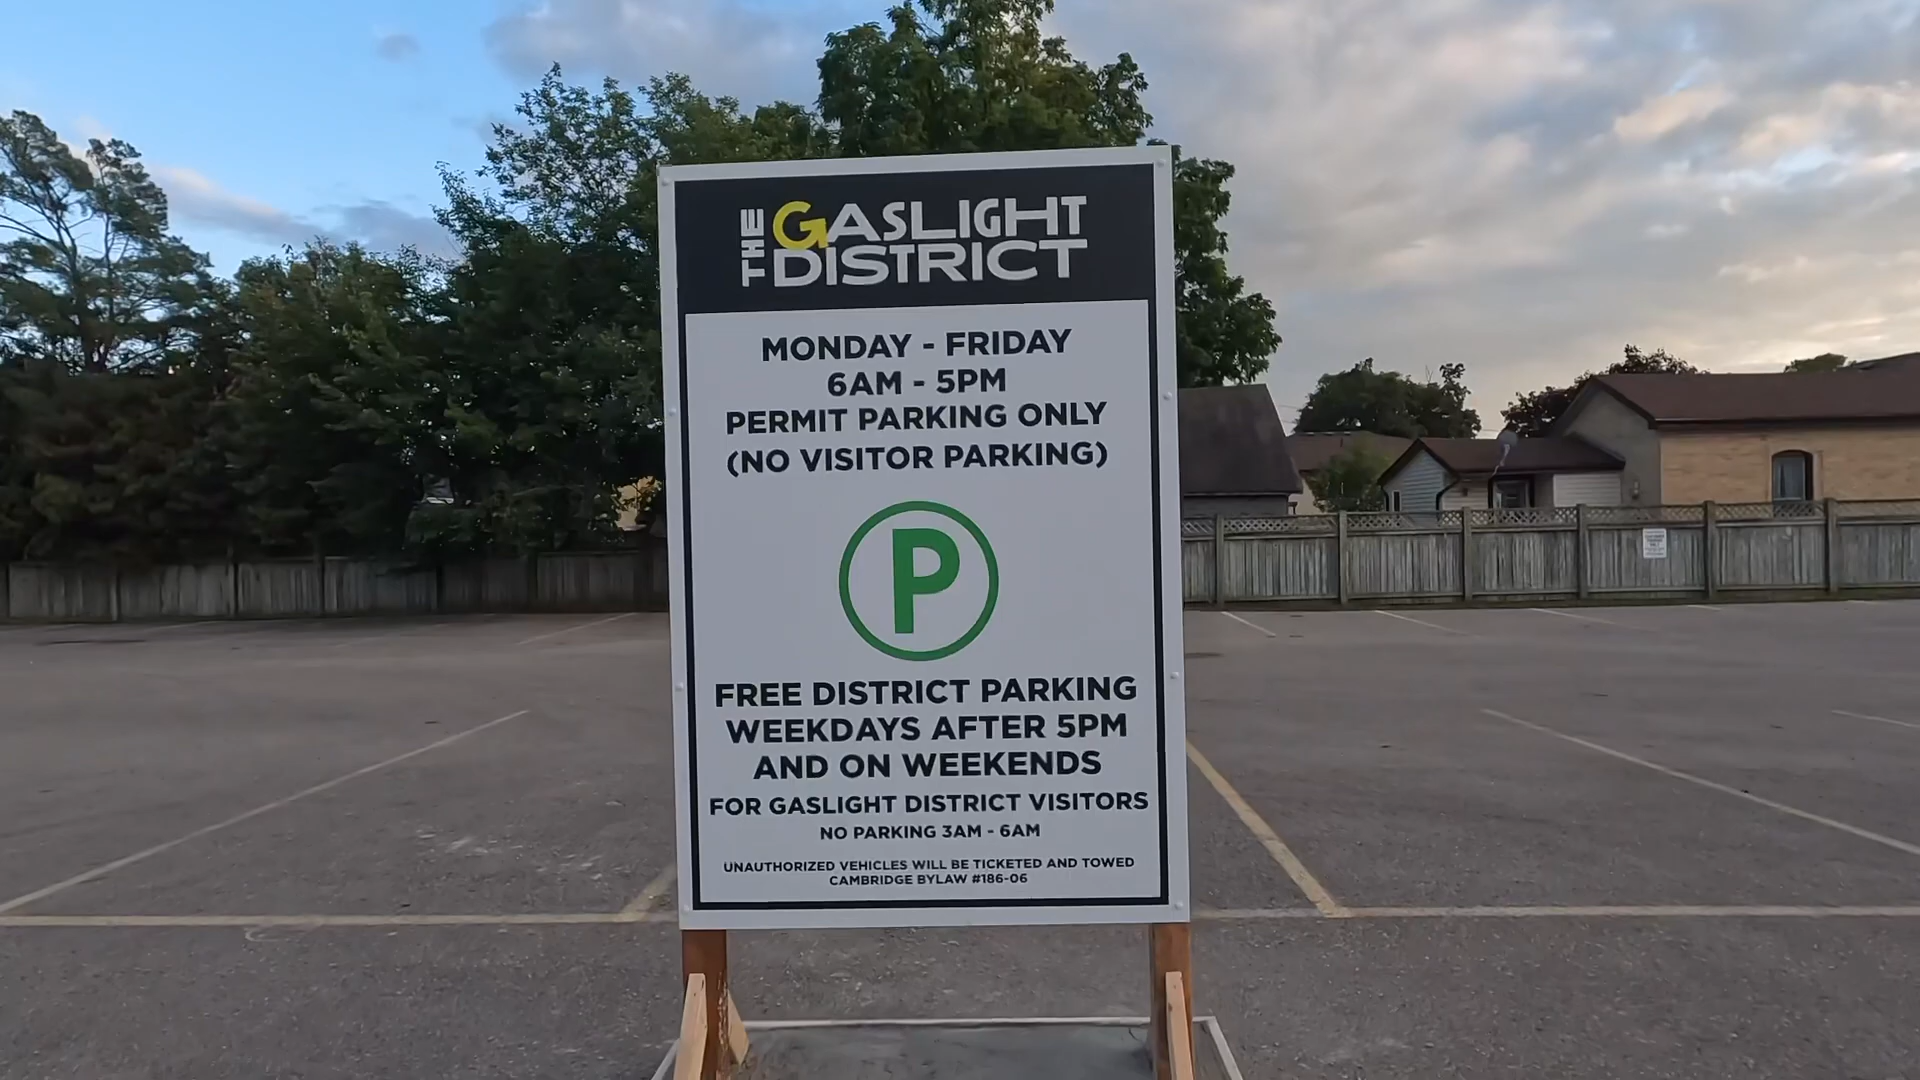 THE GASLIGHT
DISTRICT
MONDAY - FRIDAY
6AM - 5PM
PERMIT PARKING ONLY
(NO VISITOR PARKING)
P
FREE DISTRICT PARKING
WEEKDAYS AFTER 5PM
AND ON WEEKENDS
FOR GASLIGHT DISTRICT VISITORS
NO PARKING 3AM - 6AM
UNAUTHORIZED VEHICLES WILL BE TICKETED AND TOWED
CAMBRIDGE BYLAW #186-06